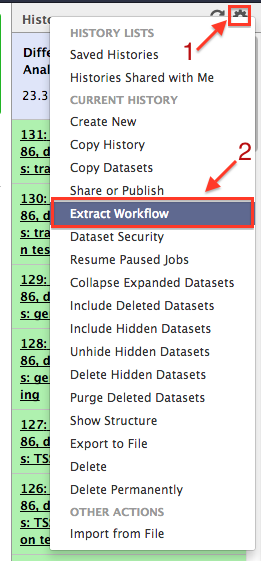 Histo
1
HISTORY LISTS
Saved Histories
Histories Shared with Me
CURRENT HISTORY
Create New
Copy History
Copy Datasets
Share or Publish
2
Extract Workflow
Dataset Security
Resume Paused Jobs
Collapse Expanded Datasets
Include Deleted Datasets
Include Hidden Datasets
Unhide Hidden Datasets
Delete Hidden Datasets
Purge Deleted Datasets
Show Structure
Export to File
Delete
Delete Permanently
OTHER ACTIONS
Import from File
Diffe
Anal
23.3
131:
86, d
s: tra
130:
86, d
s: tra
n tes
129:
86, d
s: ge
128:
86, d
s: ge
ing
127:
86, d
s: TS
126:
86, d
s: TS
on te